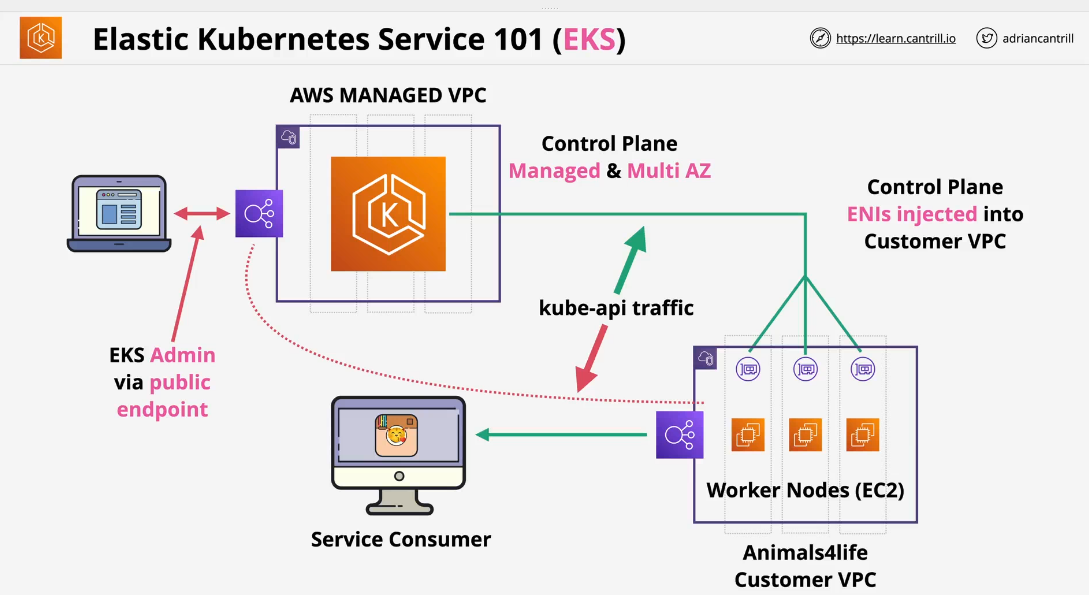 Elastic Kubernetes Service 101 (EKS)
https://learn.cantrill.io
adriancantrill
AWS MANAGED VPC
K
Control Plane
Managed & Multi AZ
Control Plane
ENIs injected into
Customer VPC
kube-api traffic
EKS Admin
via public
endpoint
Worker Nodes (EC2)
Service Consumer
Animals4life
Customer VPC